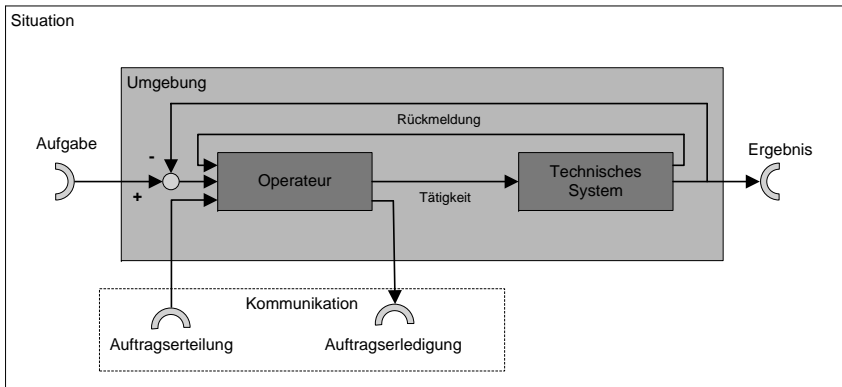 Situation
Umgebung
Rückmeldung
Aufgabe
-
Ergebnis
Operateur
Technisches
System
+
Tätigkeit
Kommunikation
Auftragserteilung
Auftragserledigung